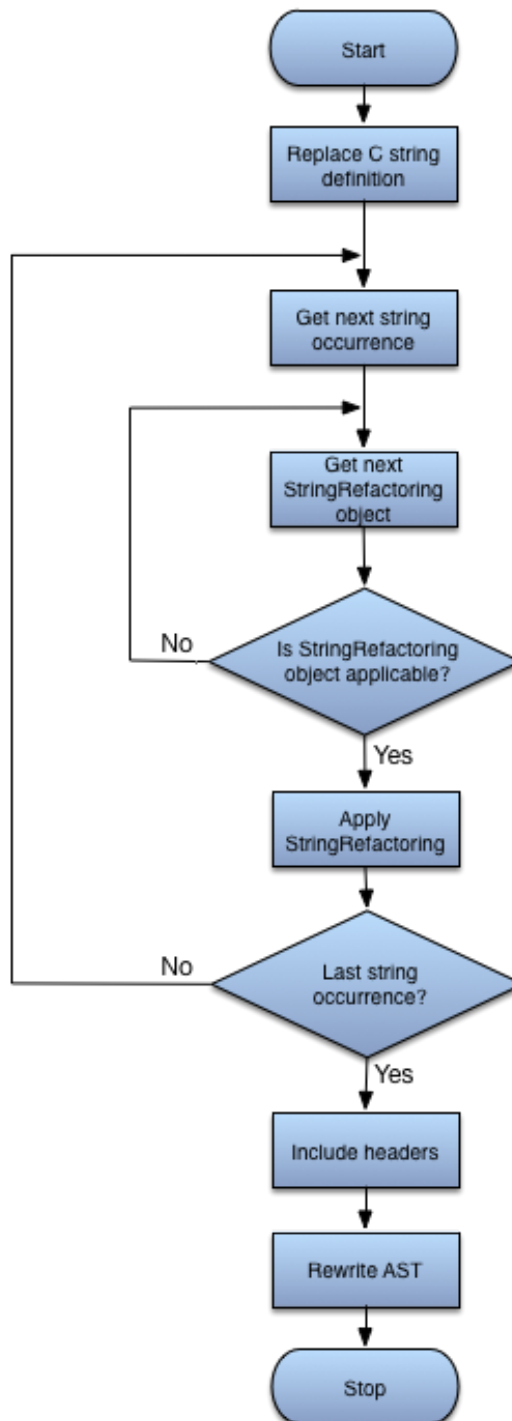 Start
Replace C string
definition
Get next string
occurrence
Get next
StringRefactoring
object
No
Is StringRefactoring
object applicable?
Yes
Apply
StringRefactoring
No
Last string
occurrence?
Yes
Include headers
Rewrite AST
Stop